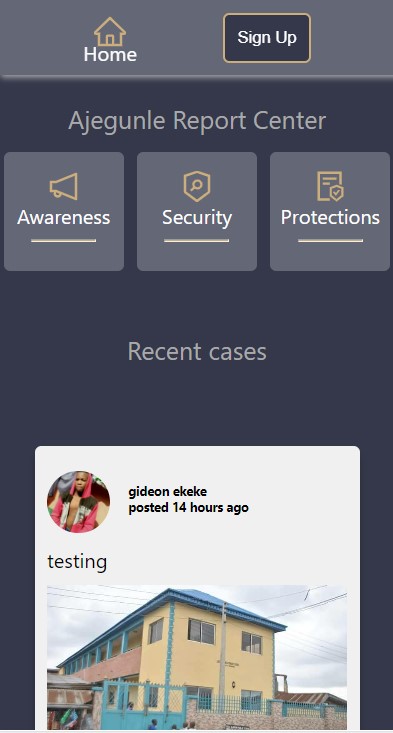 Home
Sign Up
Ajegunle Report Center
Awareness
Security
Protections
Recent cases
gideon ekeke
posted 14 hours ago
testing